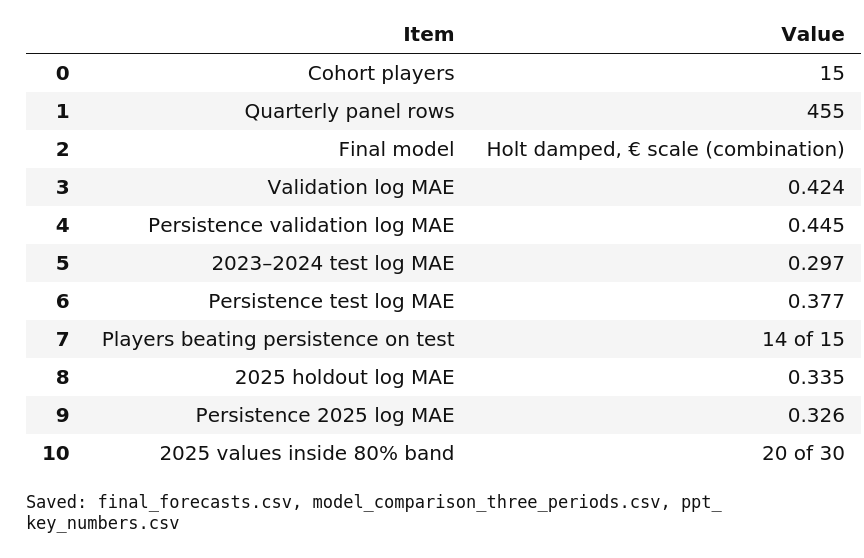 Item Value
0 Cohort players 15
1 Quarterly panel rows 455
2 Final model Holt damped, € scale (combination)
3 Validation log MAE 0.424
4 Persistence validation log MAE 0.445
5 2023–2024 test log MAE 0.297
6 Persistence test log MAE 0.377
7 Players beating persistence on test 14 of 15
8 2025 holdout log MAE 0.335
9 Persistence 2025 log MAE 0.326
10 2025 values inside 80% band 20 of 30
Saved: final_forecasts.csv, model_comparison_three_periods.csv, ppt_
key_numbers.csv